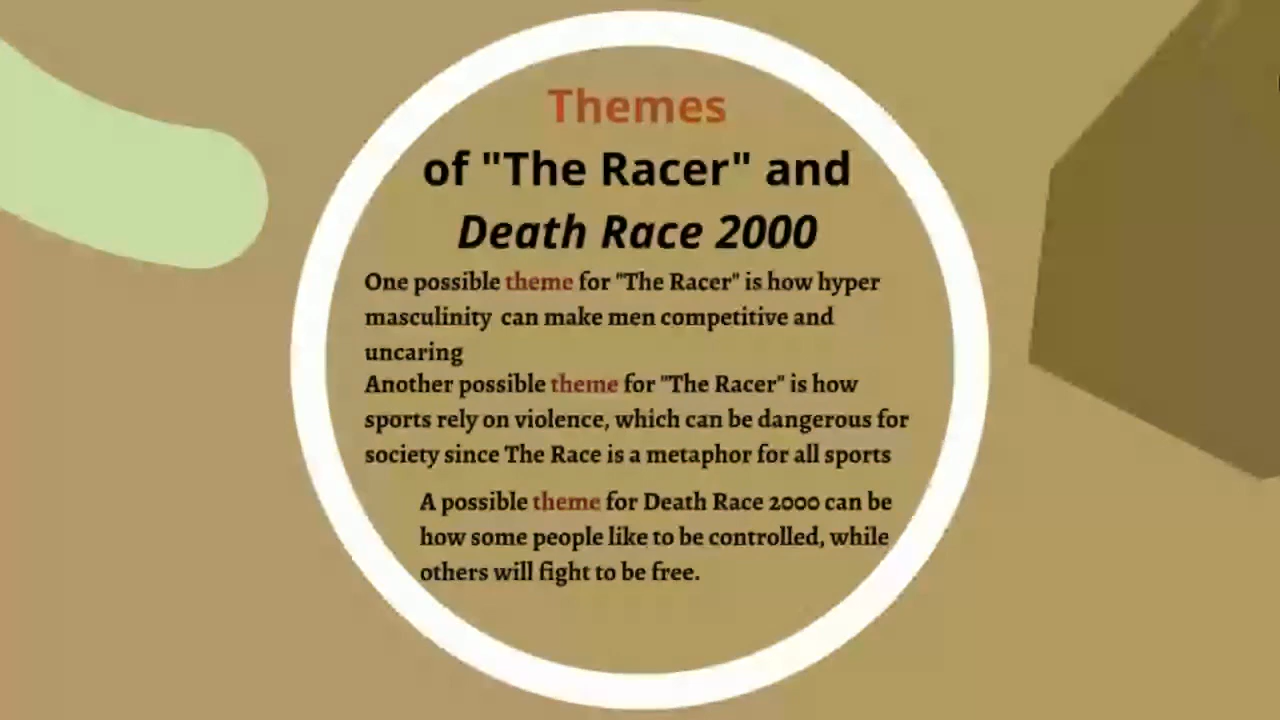 Themes
of "The Racer" and
Death Race 2000
One possible theme for "The Racer" is how hyper
masculinity can make men competitive and
uncaring
Another possible theme for "The Racer" is how
sports rely on violence, which can be dangerous for
society since The Race is a metaphor for all sports
A possible theme for Death Race 2000 can be
how some people like to be controlled, while
others will fight to be free.